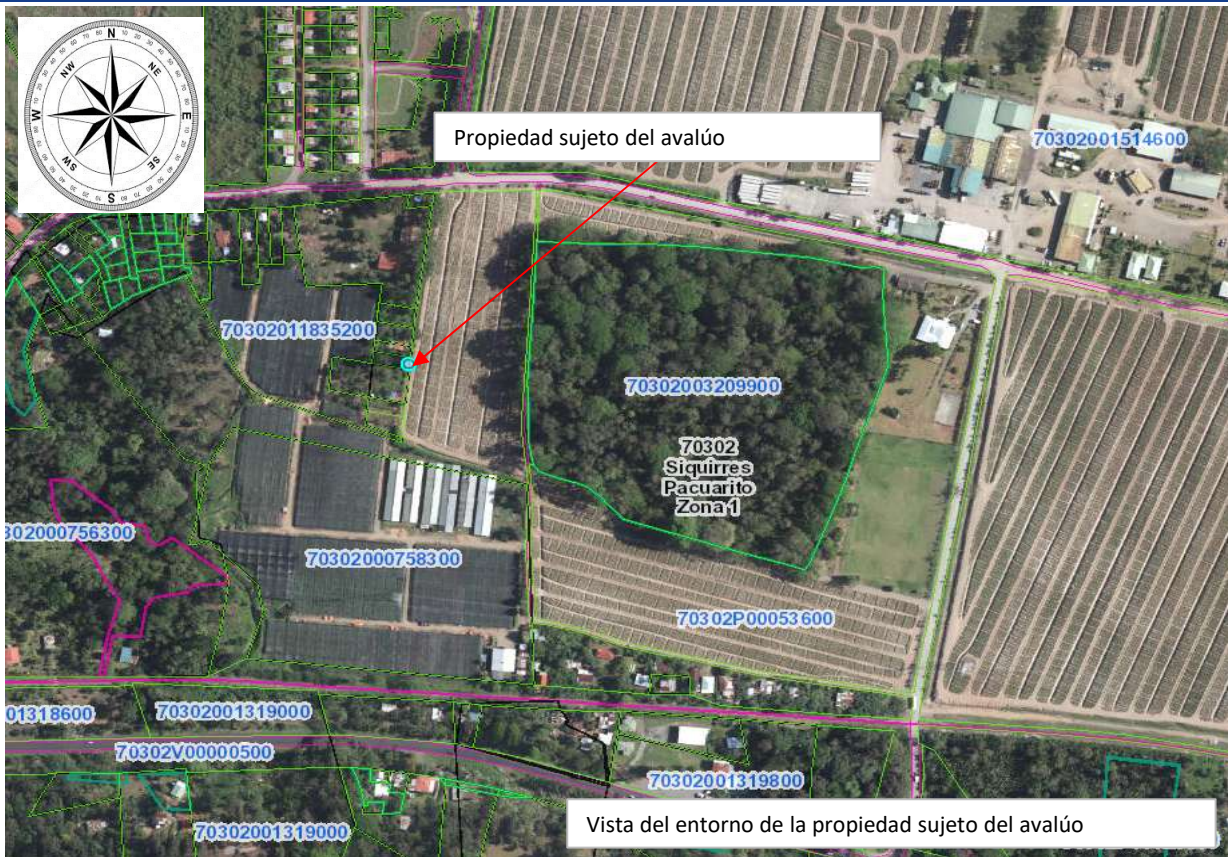 N
NE
E
SE
S
SW
W
NW
Propiedad sujeto del avalúo
70302001514600
70302011835200
70302003209900
70302
Siquirres
Pacuarito
Zona 1
302000756300
70302000758300
70302P00053600
01318600
70302001319000
70302V00000500
70302001319800
70302001319000
Vista del entorno de la propiedad sujeto del avalúo